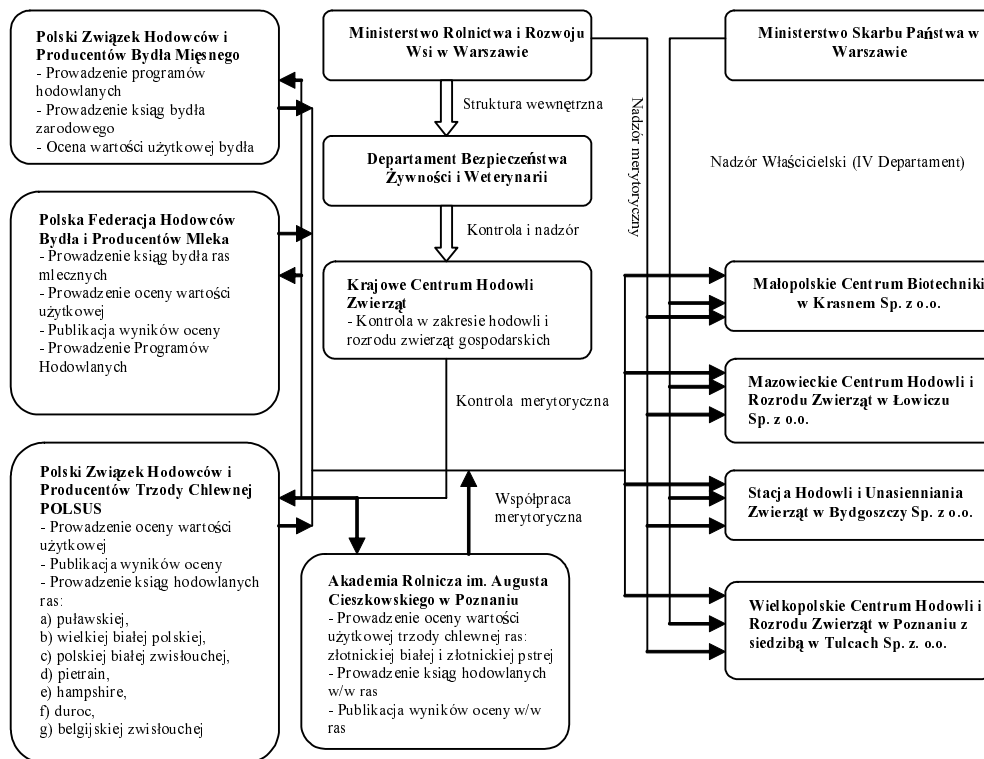 Polski Związek Hodowców i
Producentów Bydła Mięsnego
- Prowadzenie programów
hodowlanych
- Prowadzenie ksiąg bydła
zarodowego
- Ocena wartości użytkowej bydła
Polska Federacja Hodowców
Bydła i Producentów Mleka
- Prowadzenie ksiąg bydła ras
mlecznych
- Prowadzenie oceny wartości
użytkowej
- Publikacja wyników oceny
- Prowadzenie Programów
Hodowlanych
Polski Związek Hodowców i
Producentów Trzody Chlewnej
POLSUS
- Prowadzenie oceny wartości
użytkowej
- Publikacja wyników oceny
- Prowadzenie ksiąg hodowlanych
ras:
a) puławskiej,
b) wielkiej białej polskiej,
c) polskiej białej zwisłouchej,
d) pietrain,
e) hampshire,
f) duroc,
g) belgijskiej zwisłouchej
Ministerstwo Rolnictwa i Rozwoju
Wsi w Warszawie
Struktura wewnętrzna
Departament Bezpieczeństwa
Żywności i Weterynarii
Kontrola i nadzór
Krajowe Centrum Hodowli
Zwierząt
- Kontrola w zakresie hodowli i
rozrodu zwierząt gospodarskich
Kontrola merytoryczna
Współpraca
merytoryczna
Akademia Rolnicza im. Augusta
Cieszkowskiego w Poznaniu
- Prowadzenie oceny wartości
użytkowej trzody chlewnej ras:
złotnickiej białej i złotnickiej pstrej
- Prowadzenie ksiąg hodowlanych
w/w ras
- Publikacja wyników oceny w/w
ras
Nadzór merytoryczny
Ministerstwo Skarbu Państwa w
Warszawie
Nadzór Właścicielski (IV Departament)
Małopolskie Centrum Biotechniki
w Krasnem Sp. z o.o.
Mazowieckie Centrum Hodowli i
Rozrodu Zwierząt w Łowiczu
Sp. z o.o.
Stacja Hodowli i Unasienniania
Zwierząt w Bydgoszczy Sp. z o.o.
Wielkopolskie Centrum Hodowli i
Rozrodu Zwierząt w Poznaniu z
siedzibą w Tulcach Sp. z. o.o.